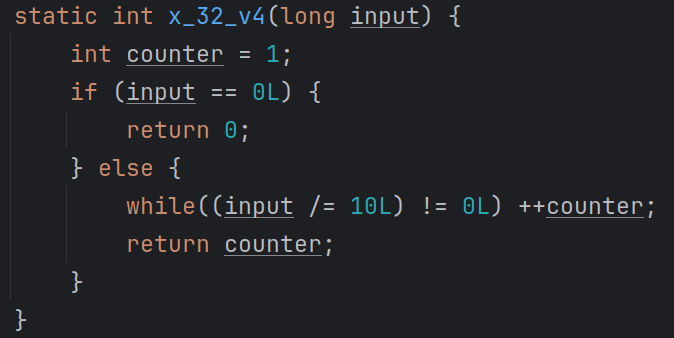 static int x_32_v4(long input) {
    int counter = 1;
    if (input == 0L) {
        return 0;
    } else {
        while((input /= 10L) != 0L) ++counter;
        return counter;
    }
}